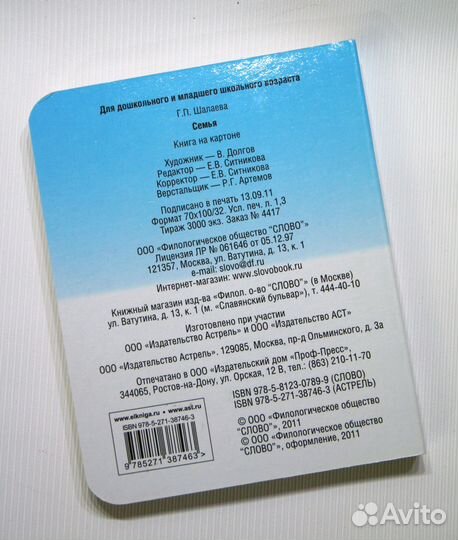 Для дошкольного и младшего школьного возраста
Г.П. Шалаева
Семья
Книга на картоне
Художник — В. Долгов
Редактор — Е.В. Ситникова
Корректор — Е.В. Ситникова
Верстальщик — Р.Г. Артемов
Подписано в печать 13.09.11
Формат 70х100/32. Усл. печ. л. 1,3
Тираж 3000 экз. Заказ № 4417
ООО «Филологическое общество "СЛОВО"»
Лицензия ЛР № 061646 от 05.12.97
121357, Москва, ул. Ватутина, д. 13, к. 1
e-mail: slovo@df.ru
Интернет-магазин: www.slovobook.ru
Книжный магазин изд-ва «Филол. о-во "СЛОВО"» (в Москве)
ул. Ватутина, д. 13, к. 1 (м. «Славянский бульвар»), т. 444-40-10
Изготовлено при участии
ООО «Издательство Астрель» и ООО «Издательство АСТ»
ООО «Издательство Астрель». 129085, Москва, пр-д Ольминского, д. 3а
Отпечатано в ООО «Издательский дом «Проф-Пресс»,
344065, Ростов-на-Дону, ул. Орская, 12 В, тел.: (863) 210-11-70
www.elkniga.ru • www.ast.ru
ISBN 978-5-271-38746-3
9 785271 387463>
ISBN 978-5-8123-0789-9 (СЛОВО)
ISBN 978-5-271-38746-3 (АСТРЕЛЬ)
© ООО «Филологическое общество
"СЛОВО", 2011
© ООО «Филологическое общество
"СЛОВО", оформление, 2011
Avito